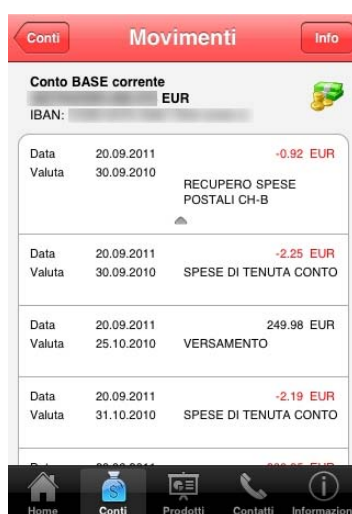 Conti Movimenti Info
Conto BASE corrente
EUR
IBAN:
Data 20.09.2011 -0.92 EUR
Valuta 30.09.2010
RECUPERO SPESE
POSTALI CH-B
Data 20.09.2011 -2.25 EUR
Valuta 30.09.2010 SPESE DI TENUTA CONTO
Data 20.09.2011 249.98 EUR
Valuta 25.10.2010 VERSAMENTO
Data 20.09.2011 -2.19 EUR
Valuta 31.10.2010 SPESE DI TENUTA CONTO
Home Conti Prodotti Contatti Informazion